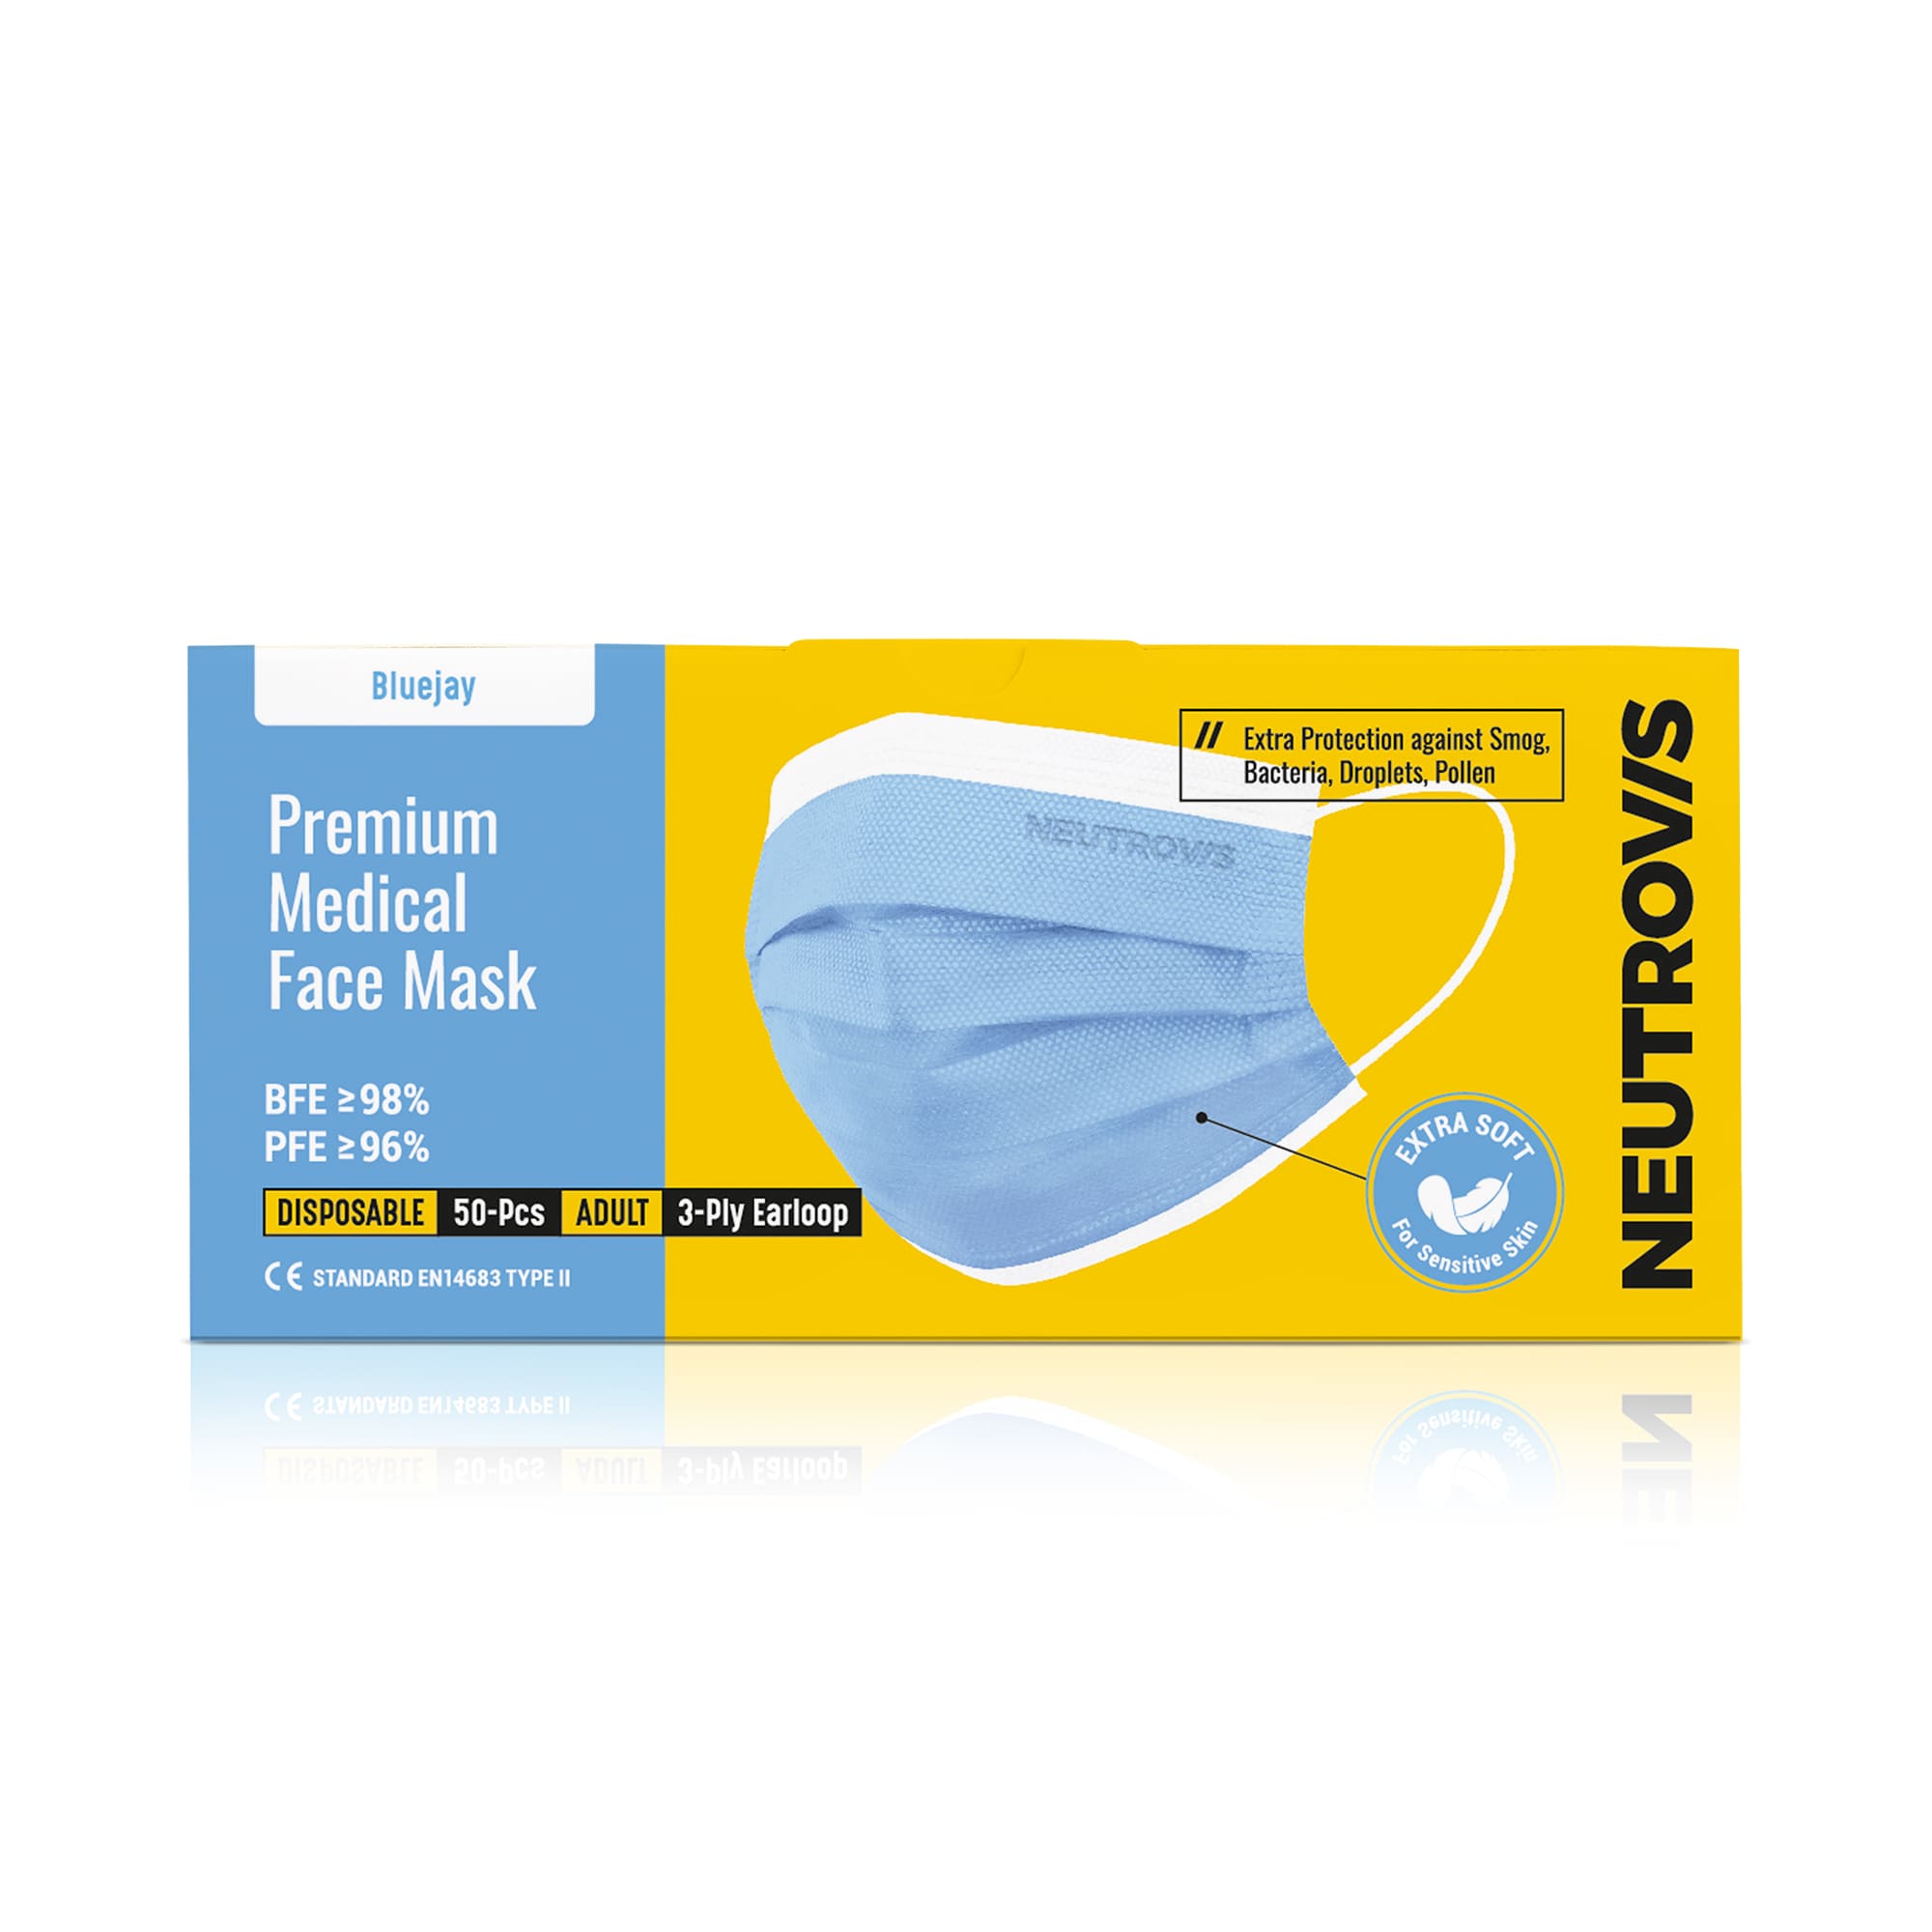 Bluejay
Premium
Medical
Face Mask
BFE ≥98%
PFE ≥96%
DISPOSABLE 50-Pcs ADULT 3-Ply Earloop
CE STANDARD EN14683 TYPE II
// Extra Protection against Smog,
Bacteria, Droplets, Pollen
NEUTROVIS
EXTRA SOFT
For Sensitive Skin
NEUTROVIS